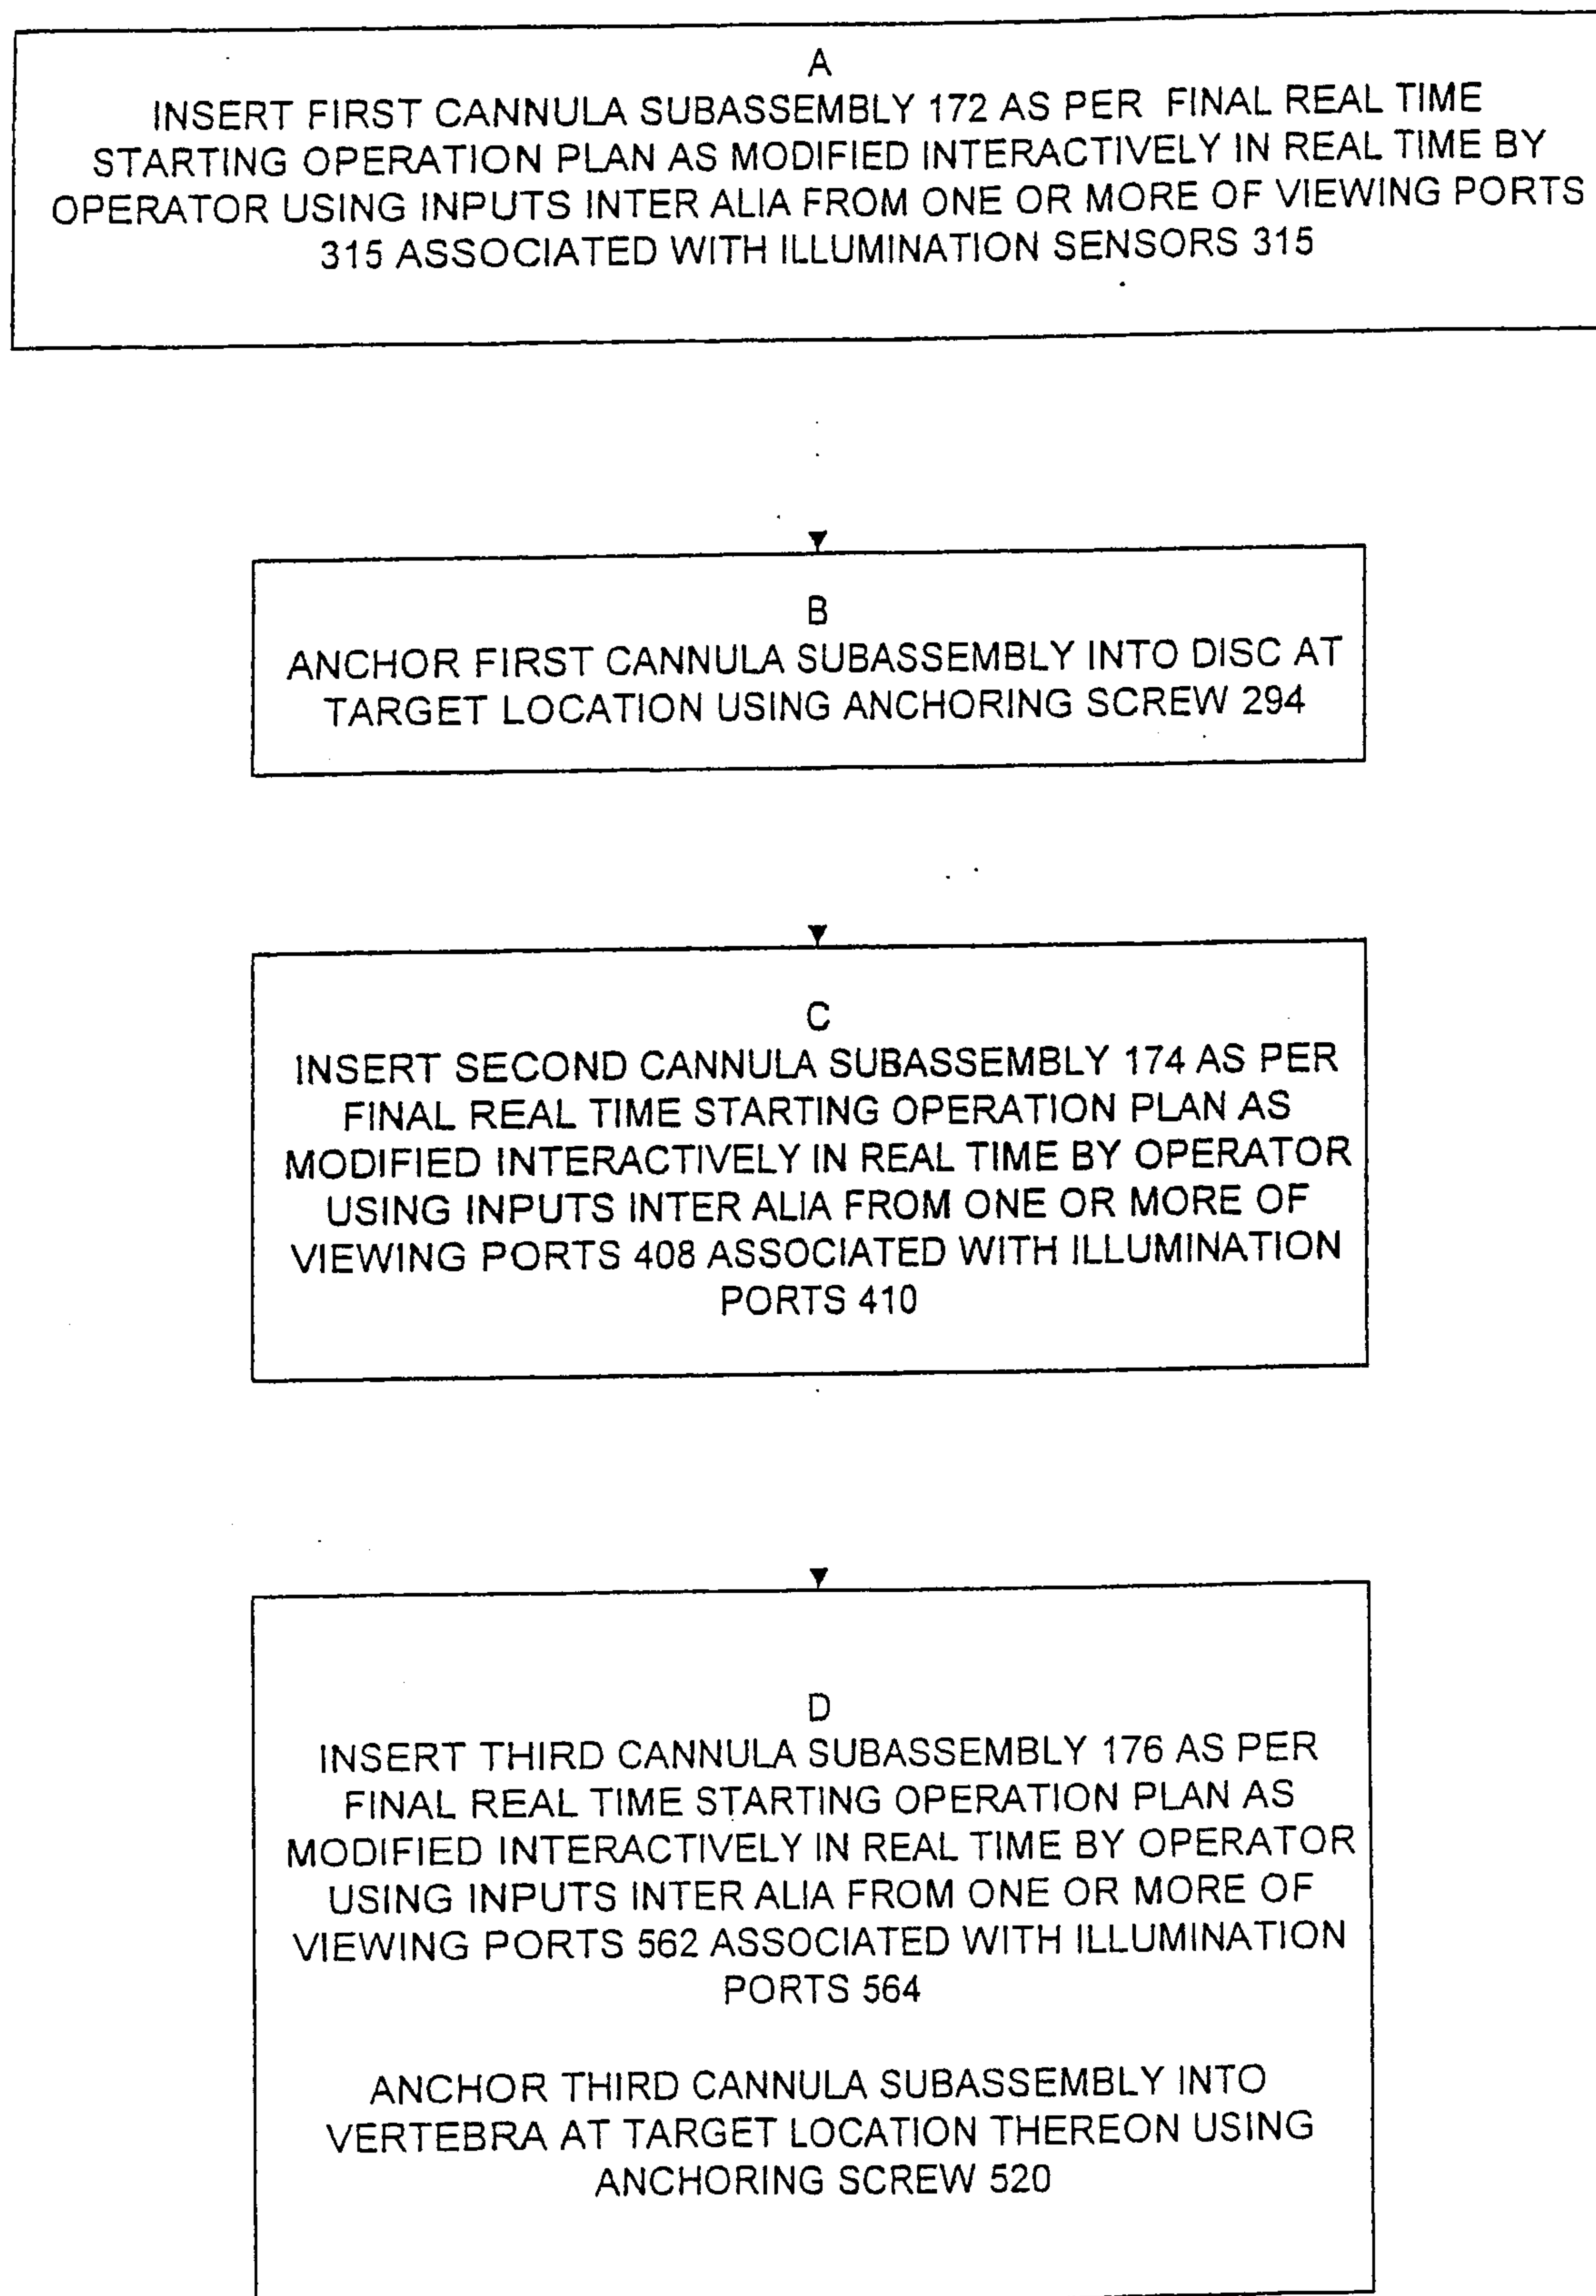 A
INSERT FIRST CANNULA SUBASSEMBLY 172 AS PER FINAL REAL TIME
STARTING OPERATION PLAN AS MODIFIED INTERACTIVELY IN REAL TIME BY
OPERATOR USING INPUTS INTER ALIA FROM ONE OR MORE OF VIEWING PORTS
315 ASSOCIATED WITH ILLUMINATION SENSORS 315
B
ANCHOR FIRST CANNULA SUBASSEMBLY INTO DISC AT
TARGET LOCATION USING ANCHORING SCREW 294
C
INSERT SECOND CANNULA SUBASSEMBLY 174 AS PER
FINAL REAL TIME STARTING OPERATION PLAN AS
MODIFIED INTERACTIVELY IN REAL TIME BY OPERATOR
USING INPUTS INTER ALIA FROM ONE OR MORE OF
VIEWING PORTS 408 ASSOCIATED WITH ILLUMINATION
PORTS 410
D
INSERT THIRD CANNULA SUBASSEMBLY 176 AS PER
FINAL REAL TIME STARTING OPERATION PLAN AS
MODIFIED INTERACTIVELY IN REAL TIME BY OPERATOR
USING INPUTS INTER ALIA FROM ONE OR MORE OF
VIEWING PORTS 562 ASSOCIATED WITH ILLUMINATION
PORTS 564
ANCHOR THIRD CANNULA SUBASSEMBLY INTO
VERTEBRA AT TARGET LOCATION THEREON USING
ANCHORING SCREW 520